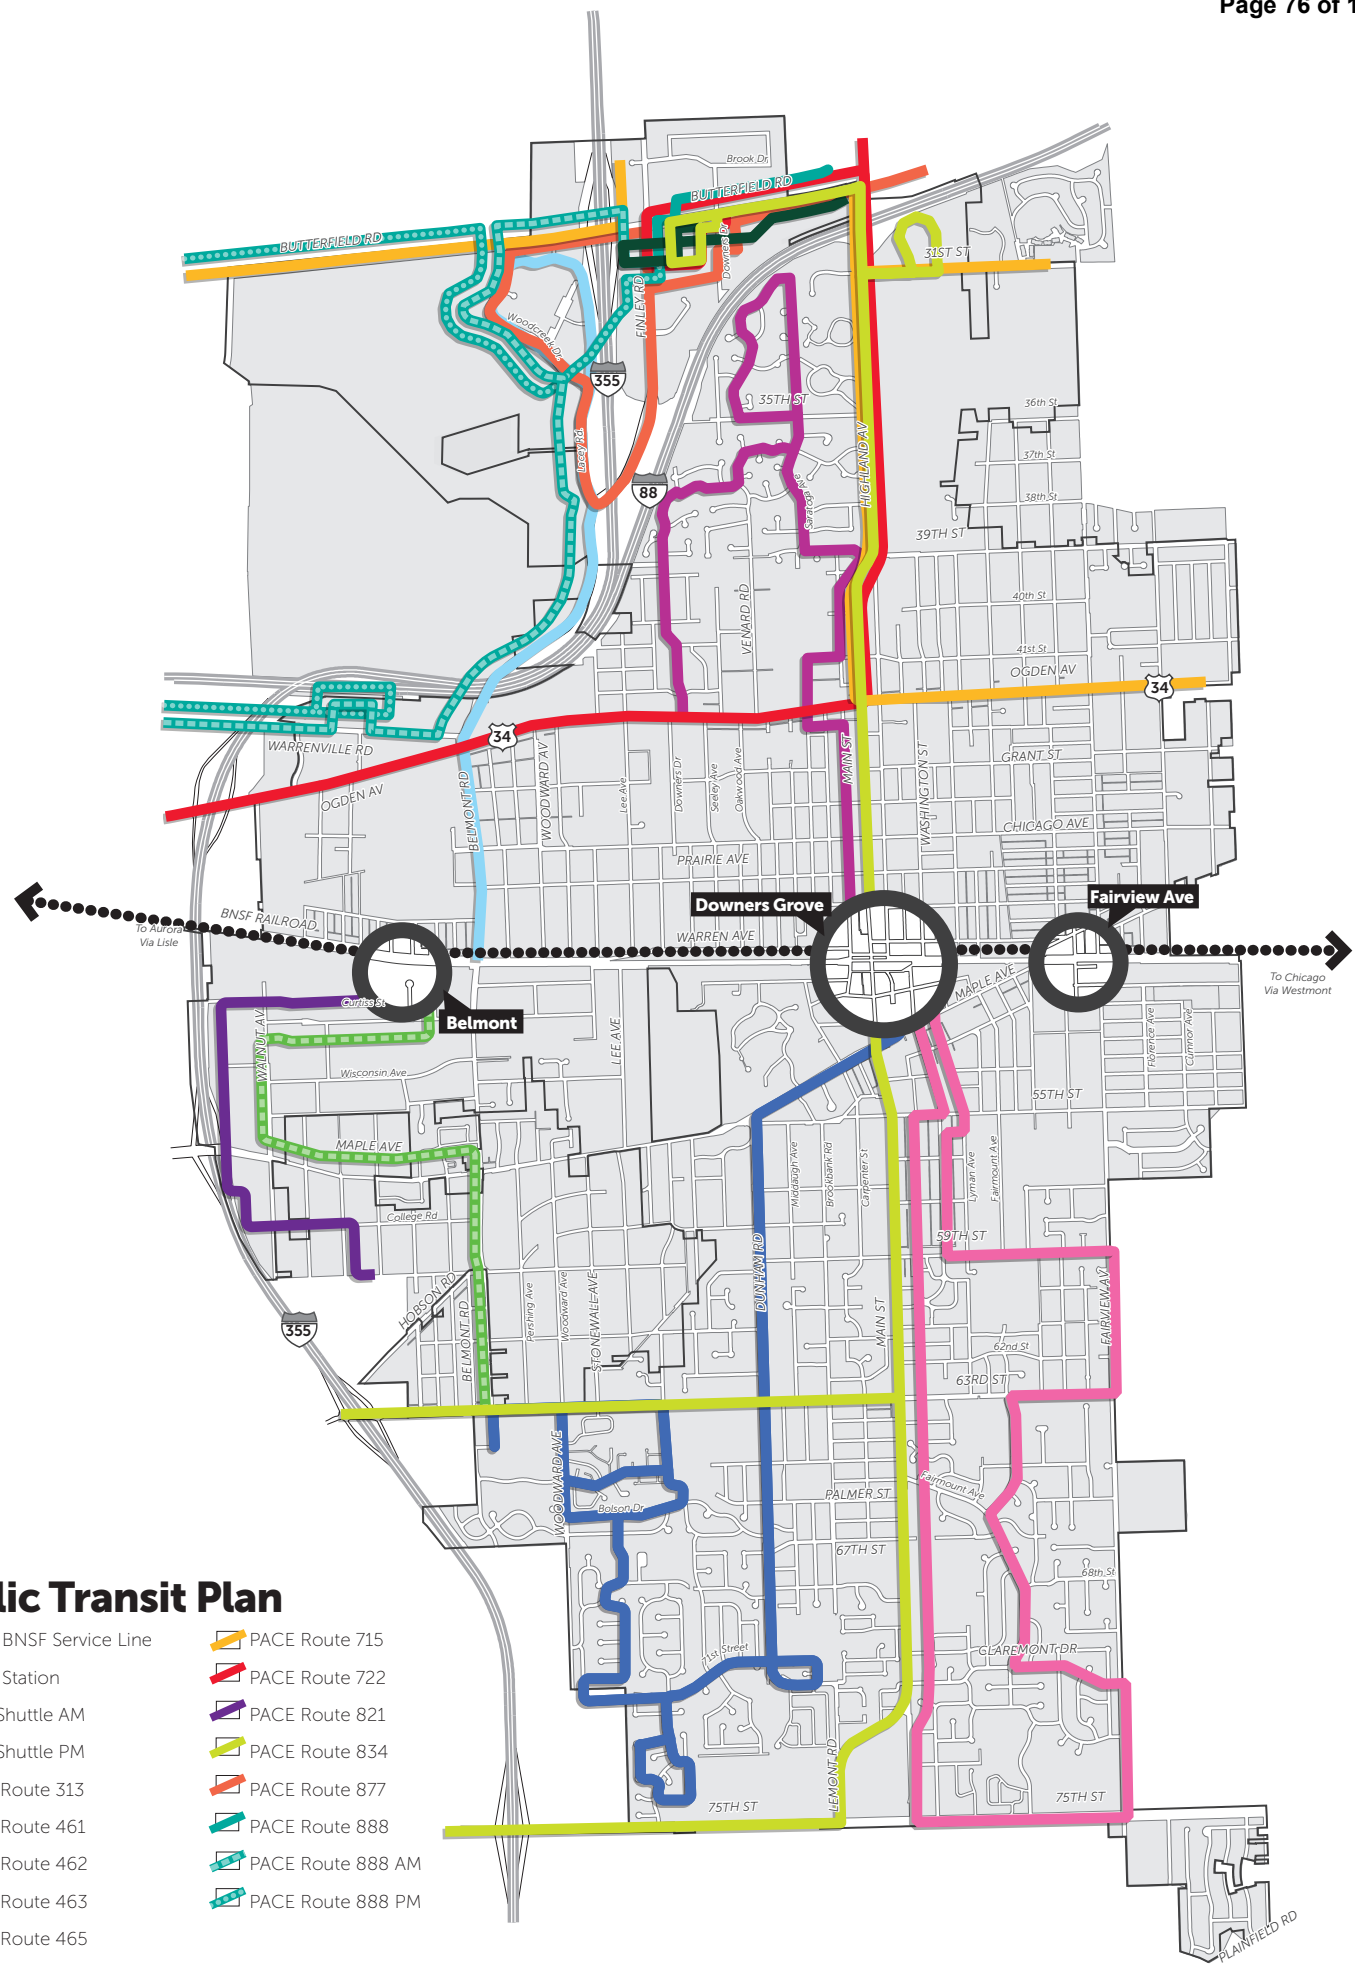 Page 76 of 1
Brook Dr
BUTTERFIELD RD
BUTTERFIELD RD
Downers Dr
31ST ST
FINLEY RD
Woodcreek Dr.
355
35TH ST
36th St
HIGHLAND AV
Lacey Rd.
37th St
88
38th St
Saratoga Ave
39TH ST
VENARD RD
40th St
41st St
OGDEN AV
34
34
WARRENVILLE RD
OGDEN AV
BELMONT RD
WOODWARD AV
Lee Ave
Downers Dr
Seeley Ave
Oakwood Ave
MAIN ST
WASHINGTON ST
GRANT ST
CHICAGO AVE
PRAIRIE AVE
Downers Grove
Fairview Ave
BNSF RAILROAD
To Aurora
Via Lisle
WARREN AVE
MAPLE AVE
To Chicago
Via Westmont
Curtiss St
Belmont
WALNUT AV
LEE AVE
Florence Ave
Cumnor Ave
Wisconsin Ave
55TH ST
MAPLE AVE
Middaugh Ave
Brookbank Rd
Carpenter St
Lyman Ave
Fairmount Ave
College Rd
59TH ST
HOBSON RD
BELMONT RD
Pershing Ave
Woodward Ave
STONEWALL AVE
DUNHAM RD
MAIN ST
FAIRVIEW AV
355
62nd St
63RD ST
WOODWARD AVE
Fairmount Ave
PALMER ST
Bolson Dr
67TH ST
68th St
71st Street
CLAREMONT DR
LEMONT RD
75TH ST
75TH ST
PLAINFIELD RD
lic Transit Plan
BNSF Service Line
Station
Shuttle AM
Shuttle PM
Route 313
Route 461
Route 462
Route 463
Route 465
PACE Route 715
PACE Route 722
PACE Route 821
PACE Route 834
PACE Route 877
PACE Route 888
PACE Route 888 AM
PACE Route 888 PM